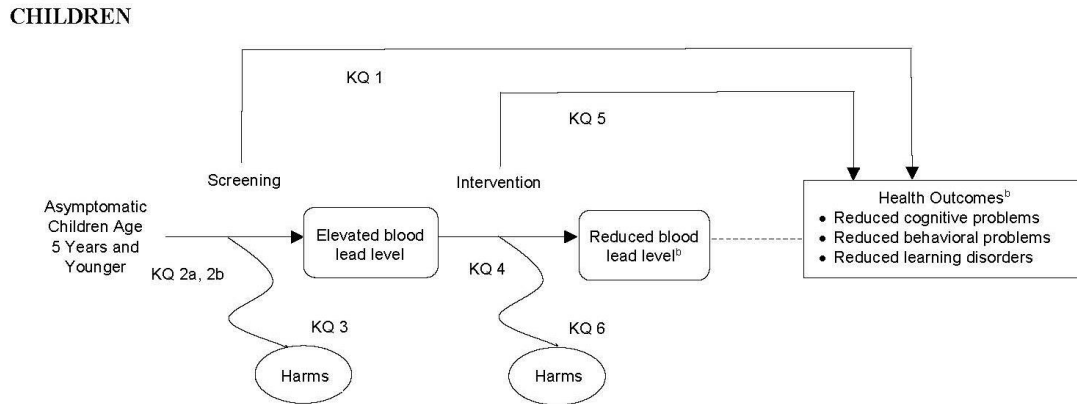 CHILDREN
KQ 1
KQ 5
Screening
Intervention
Asymptomatic
Children Age
5 Years and
Younger
Elevated blood
lead level
Reduced blood
lead levelᵇ
Health Outcomesᵇ
● Reduced cognitive problems
● Reduced behavioral problems
● Reduced learning disorders
KQ 2a, 2b
KQ 4
KQ 3
KQ 6
Harms
Harms